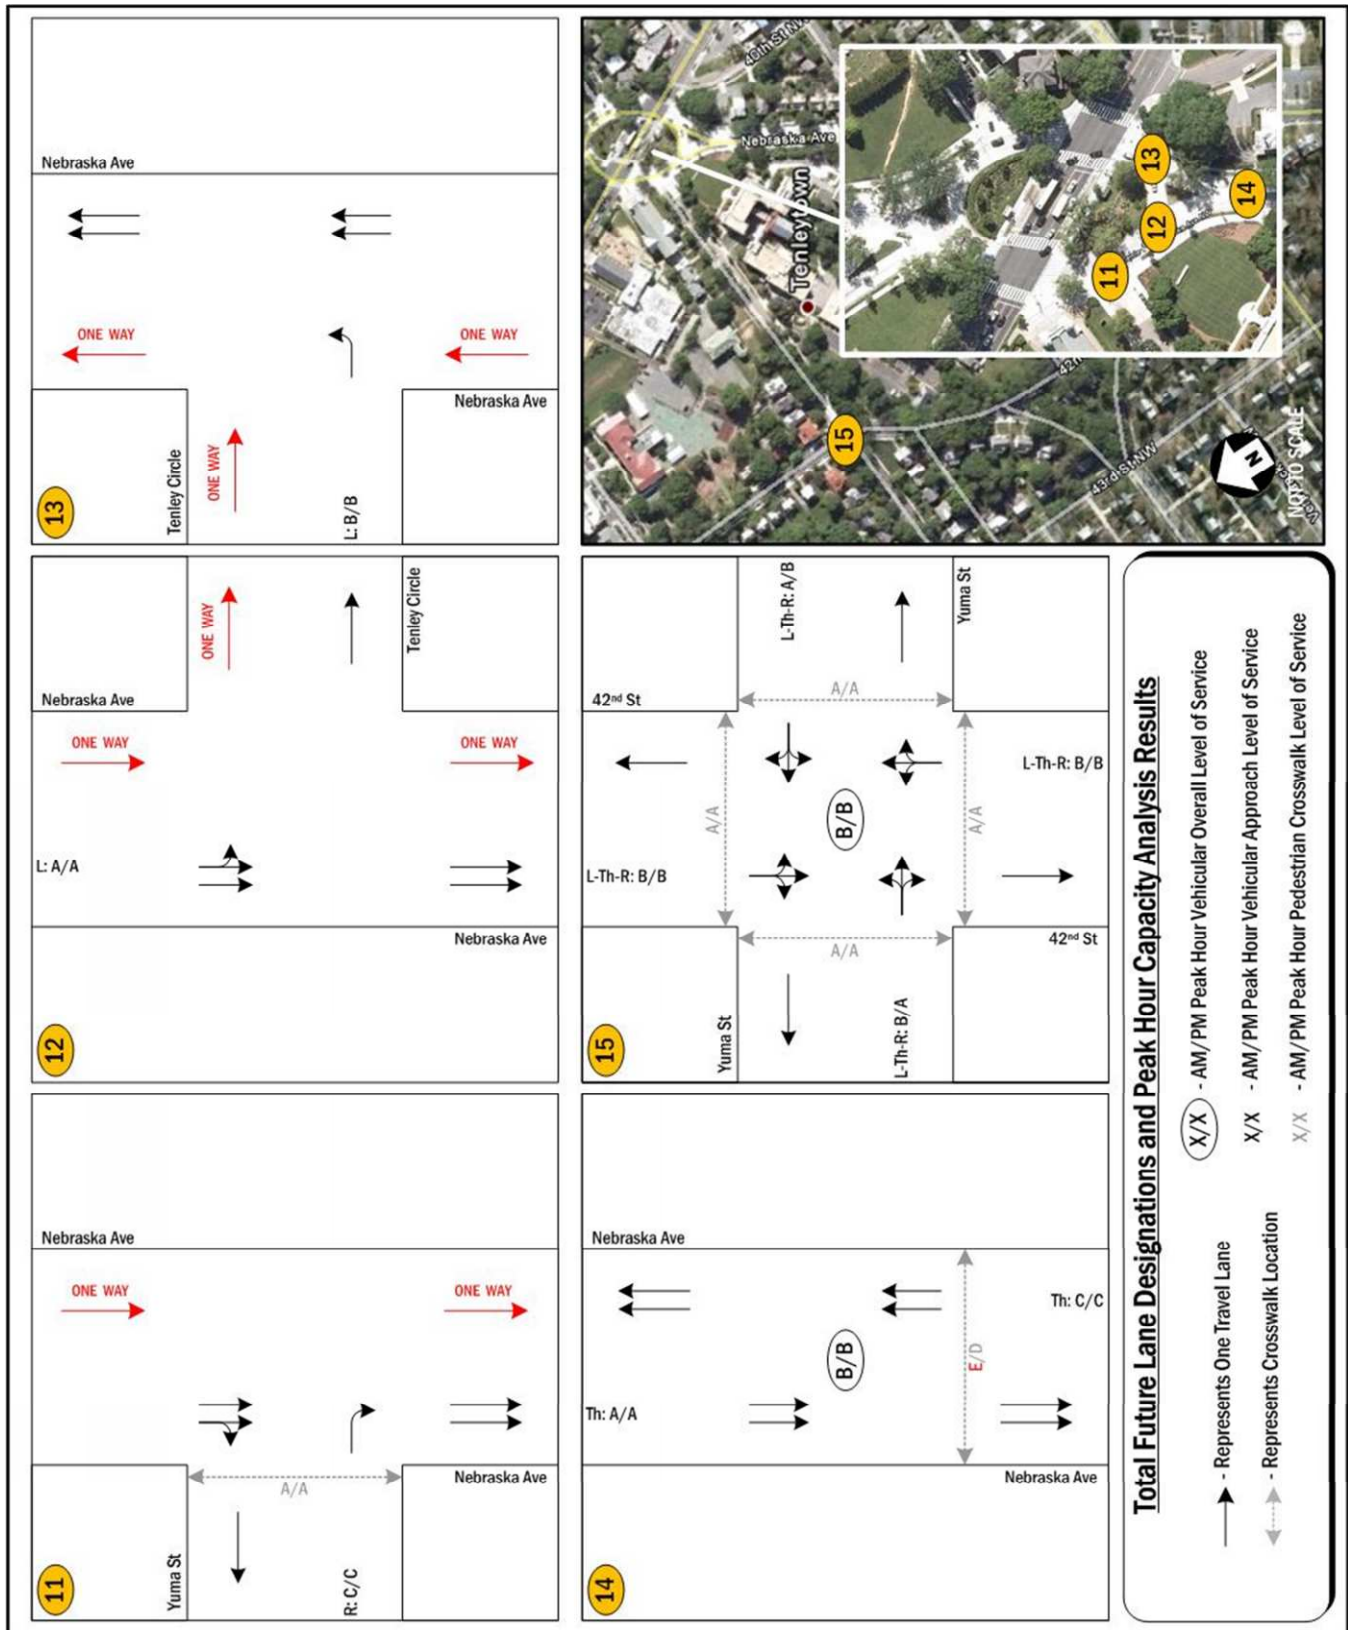 11
Nebraska Ave
ONE WAY
ONE WAY
Yuma St
A/A
R: C/C
Nebraska Ave
12
Nebraska Ave
ONE WAY
ONE WAY
L: A/A
ONE WAY
Tenley Circle
Nebraska Ave
13
Nebraska Ave
ONE WAY
ONE WAY
Tenley Circle
ONE WAY
L: B/B
Nebraska Ave
14
Nebraska Ave
Th: A/A
B/B
Th: C/C
E/D
Nebraska Ave
15
42nd St
L-Th-R: A/B
Yuma St
A/A
A/A
L-Th-R: B/B
B/B
L-Th-R: B/B
A/A
A/A
Yuma St
L-Th-R: B/A
42nd St
40th St NW
Nebraska Ave
Tenleytown
15
11
12
13
14
43rd St NW
N
NOT TO SCALE
Total Future Lane Designations and Peak Hour Capacity Analysis Results
- Represents One Travel Lane
- Represents Crosswalk Location
X/X - AM/PM Peak Hour Vehicular Overall Level of Service
X/X - AM/PM Peak Hour Vehicular Approach Level of Service
X/X - AM/PM Peak Hour Pedestrian Crosswalk Level of Service